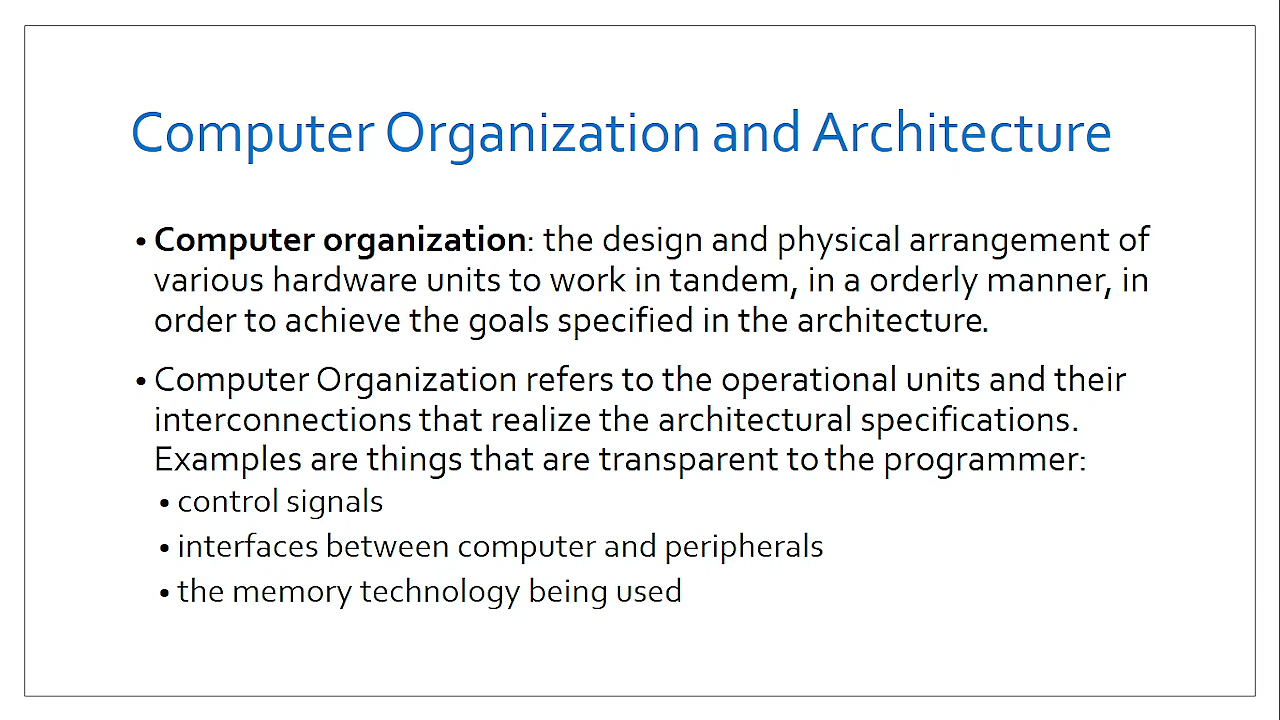 Computer Organization and Architecture
• Computer organization: the design and physical arrangement of
various hardware units to work in tandem, in a orderly manner, in
order to achieve the goals specified in the architecture.
• Computer Organization refers to the operational units and their
interconnections that realize the architectural specifications.
Examples are things that are transparent to the programmer:
• control signals
• interfaces between computer and peripherals
• the memory technology being used